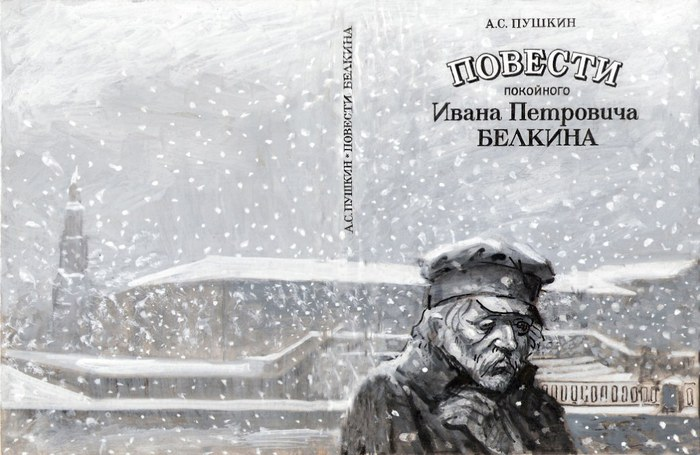 А.С. ПУШКИН • ПОВЕСТИ БЕЛКИНА
А.С. ПУШКИН
ПОВЕСТИ
ПОКОЙНОГО
Ивана Петровича
БЕЛКИНА